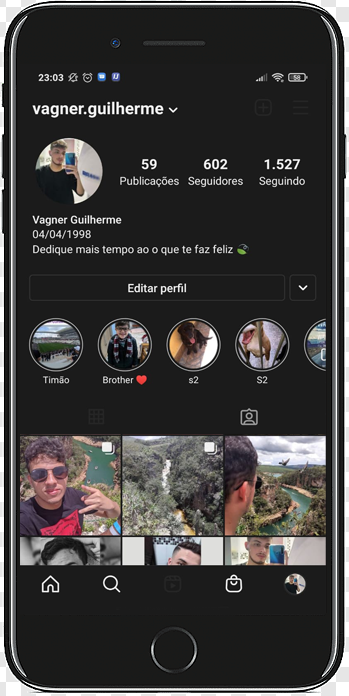 23:03
58
vagner.guilherme
59 602 1.527
Publicações Seguidores Seguindo
Vagner Guilherme
04/04/1998
Dedique mais tempo ao o que te faz feliz 🍃
Editar perfil
Timão Brother ❤️ s2 S2